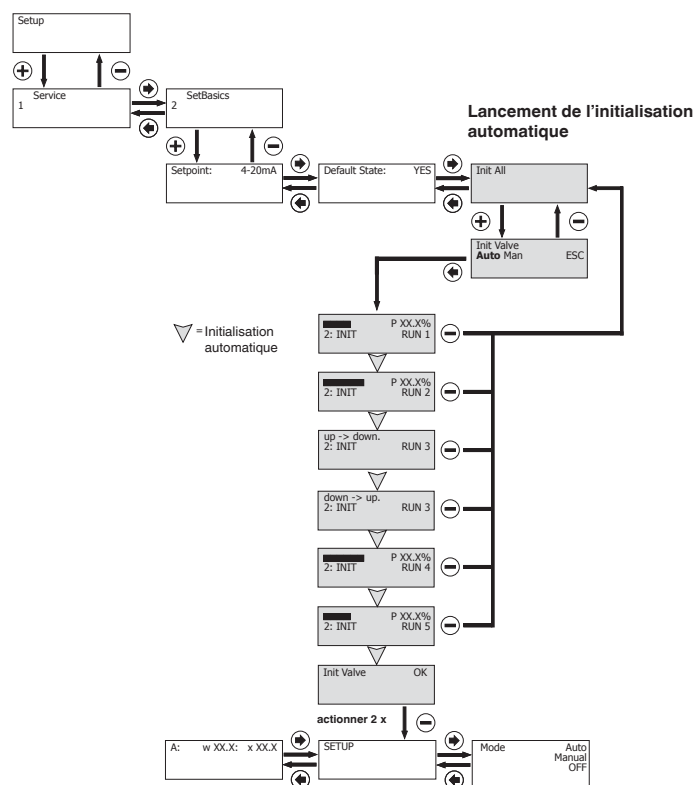 Setup
Service
1
SetBasics
2
Lancement de l'initialisation
automatique
Setpoint: 4-20mA
Default State: YES
Init All
Init Valve
Auto Man ESC
= Initialisation
automatique
P XX.X%
2: INIT RUN 1
P XX.X%
2: INIT RUN 2
up -> down.
2: INIT RUN 3
down -> up.
2: INIT RUN 3
P XX.X%
2: INIT RUN 4
P XX.X%
2: INIT RUN 5
Init Valve OK
actionner 2 x
A: w XX.X: x XX.X
SETUP
Mode Auto
Manual
OFF